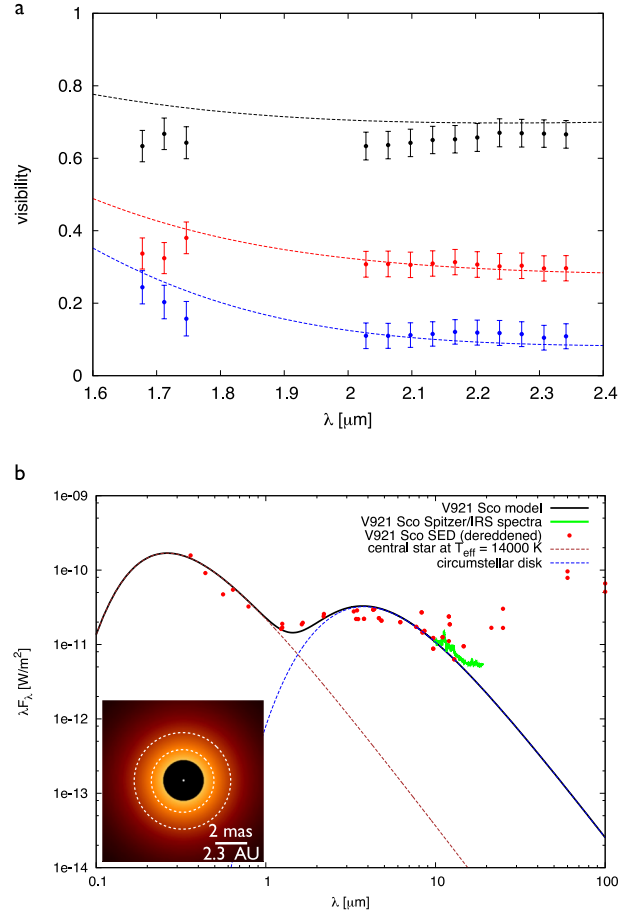 a
1
0.8
0.6
0.4
0.2
0
visibility
1.6 1.7 1.8 1.9 2 2.1 2.2 2.3 2.4
λ [μm]
b
1e-09
1e-10
1e-11
1e-12
1e-13
1e-14
λFλ [W/m²]
V921 Sco model
V921 Sco Spitzer/IRS spectra
V921 Sco SED (dereddened)
central star at Teff = 14000 K
circumstellar disk
2 mas
2.3 AU
0.1 1 10 100
λ [μm]